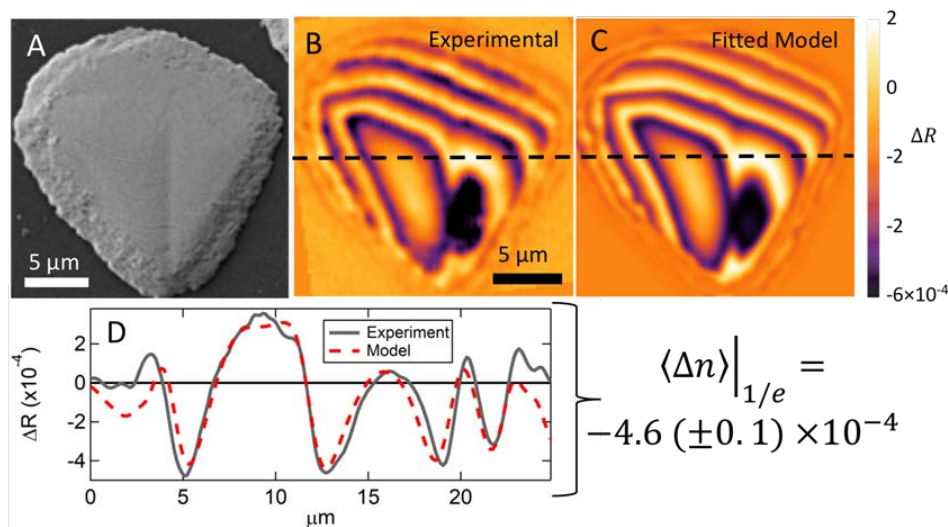 A
5 µm
B
Experimental
5 µm
C
Fitted Model
2
0
ΔR
-2
-2
-6×10⁻⁴
D
Experiment
Model
ΔR (x10⁻⁴)
2
0
-2
-4
0
5
10
15
20
µm
⟨Δn⟩|1/e =
−4.6 (±0.1) ×10⁻⁴